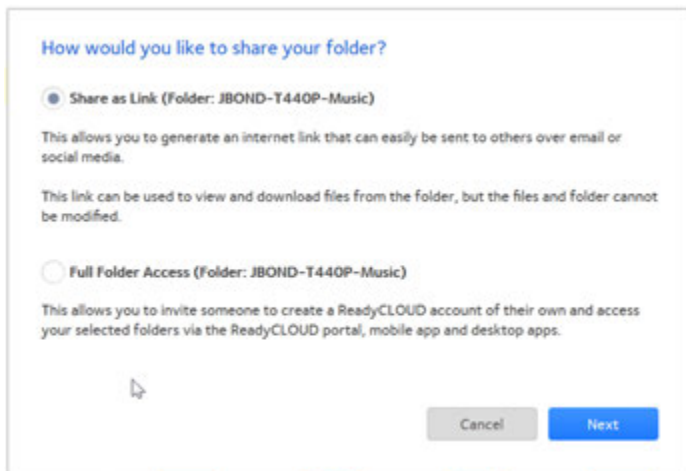 How would you like to share your folder?
Share as Link (Folder: JBOND-T440P-Music)
This allows you to generate an internet link that can easily be sent to others over email or
social media.
This link can be used to view and download files from the folder, but the files and folder cannot
be modified.
Full Folder Access (Folder: JBOND-T440P-Music)
This allows you to invite someone to create a ReadyCLOUD account of their own and access
your selected folders via the ReadyCLOUD portal, mobile app and desktop apps.
Cancel
Next